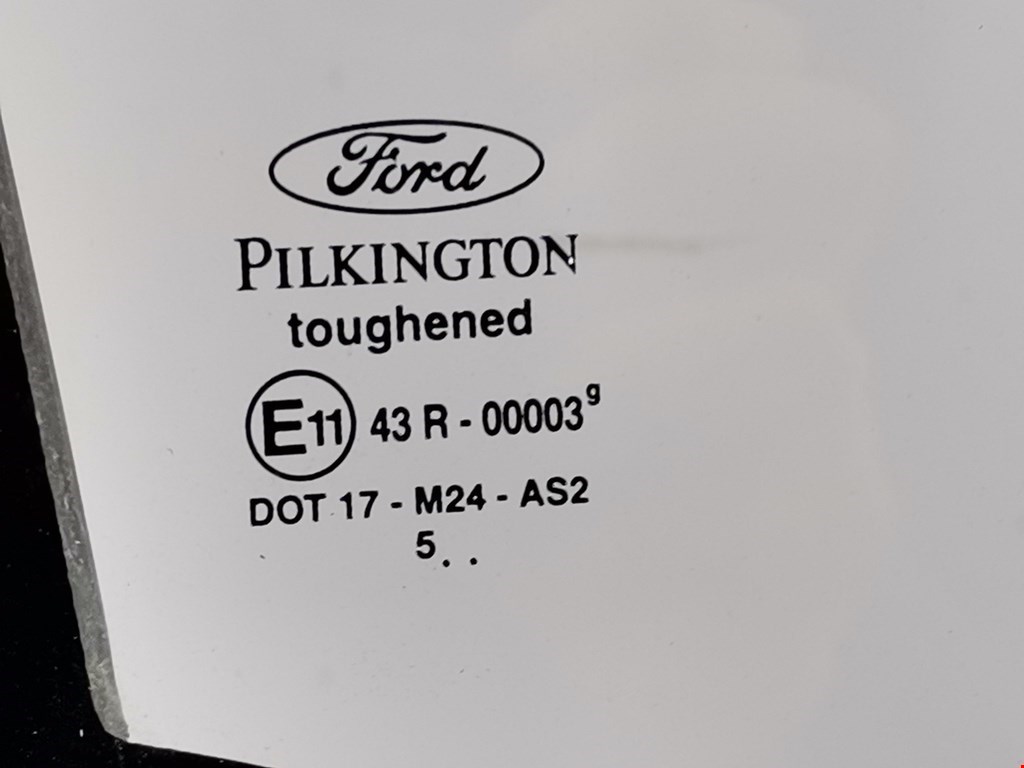 Ford
PILKINGTON
toughened
E11 43 R - 00003⁹
DOT 17 - M24 - AS2
5 . .